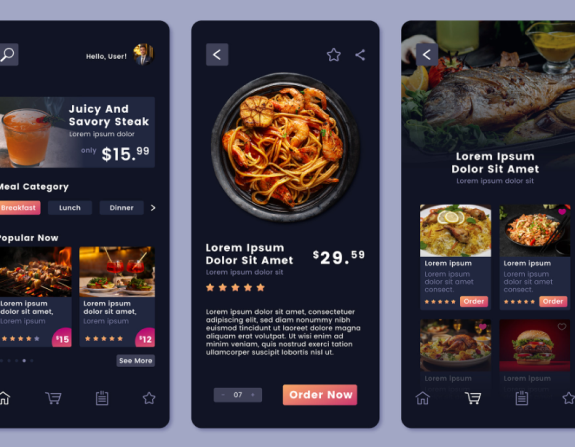 Hello, User!
Juicy And
Savory Steak
Lorem ipsum dolor
only $15.99
Meal Category
Breakfast
Lunch
Dinner
Popular Now
Lorem ipsum
dolor sit amet,
Lorem ipsum
$15
Lorem ipsum
dolor sit amet,
Lorem ipsum
$12
See More
Lorem Ipsum
Dolor Sit Amet
Lorem ipsum dolor sit
$29.59
Lorem ipsum dolor sit amet, consectetuer
adipiscing elit, sed diam nonummy nibh
euismod tincidunt ut laoreet dolore magna
aliquam erat volutpat. Ut wisi enim ad
minim veniam, quis nostrud exerci tation
ullamcorper suscipit lobortis nisl ut.
- 07 +
Order Now
Lorem Ipsum
Dolor Sit Amet
Lorem ipsum dolor sit
Lorem ipsum
Lorem ipsum
dolor sit amet
consect.
Order
Lorem ipsum
Lorem ipsum
dolor sit amet
consect.
Order
Lorem ipsum
Lorem ipsum